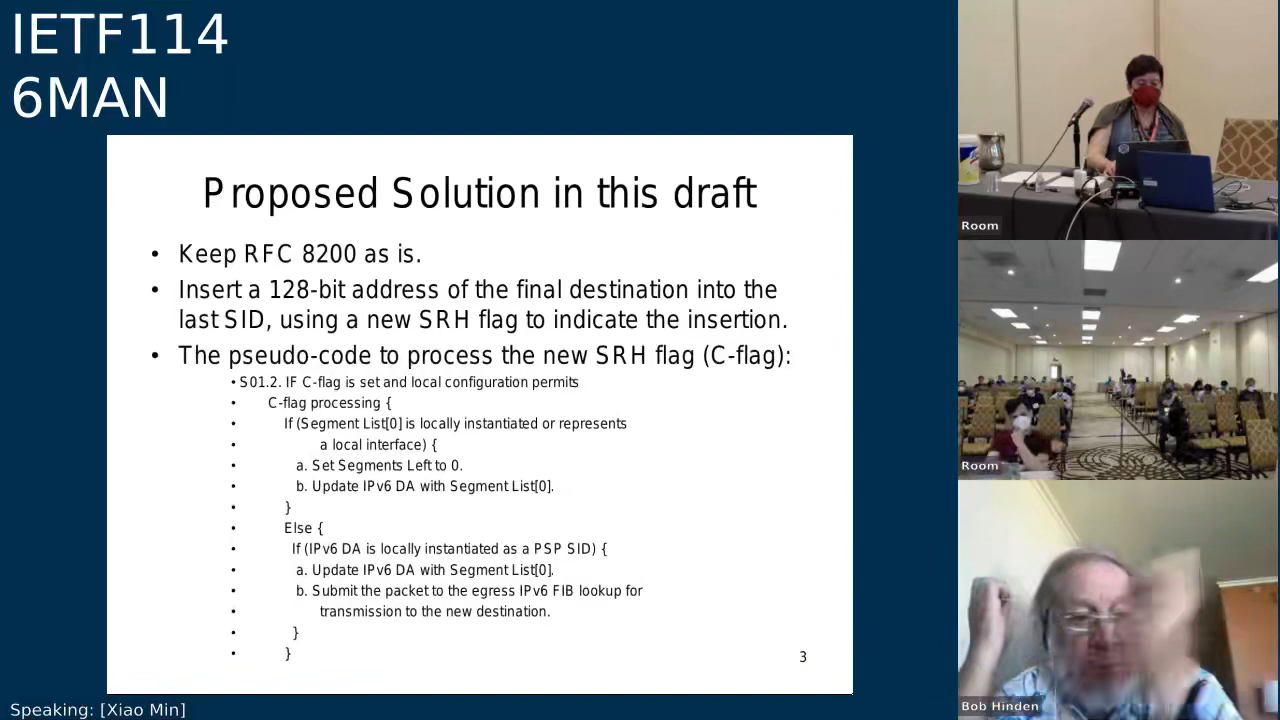 IETF114
6MAN
Proposed Solution in this draft
• Keep RFC 8200 as is.
• Insert a 128-bit address of the final destination into the
last SID, using a new SRH flag to indicate the insertion.
• The pseudo-code to process the new SRH flag (C-flag):
• S01.2. IF C-flag is set and local configuration permits
• C-flag processing {
• If (Segment List[0] is locally instantiated or represents
• a local interface) {
• a. Set Segments Left to 0.
• b. Update IPv6 DA with Segment List[0].
• }
• Else {
• If (IPv6 DA is locally instantiated as a PSP SID) {
• a. Update IPv6 DA with Segment List[0].
• b. Submit the packet to the egress IPv6 FIB lookup for
• transmission to the new destination.
• }
• }
3
Speaking: [Xiao Min]
Room
Room
Bob Hinden